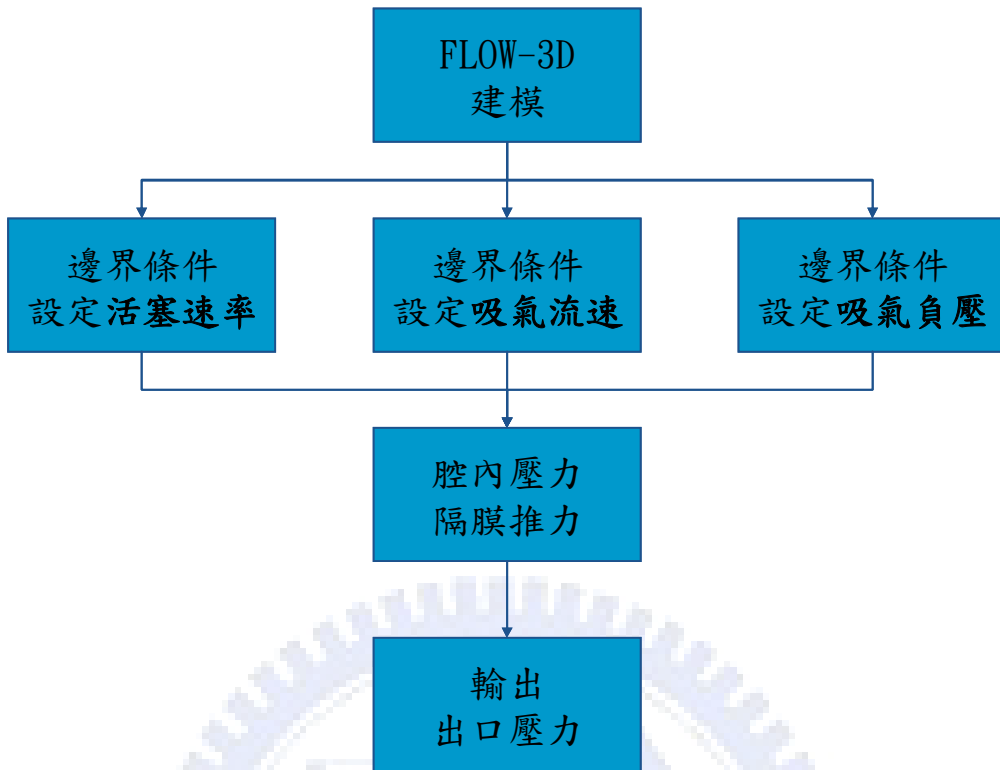 FLOW-3D
建模
邊界條件
設定活塞速率
邊界條件
設定吸氣流速
邊界條件
設定吸氣負壓
腔內壓力
隔膜推力
輸出
出口壓力